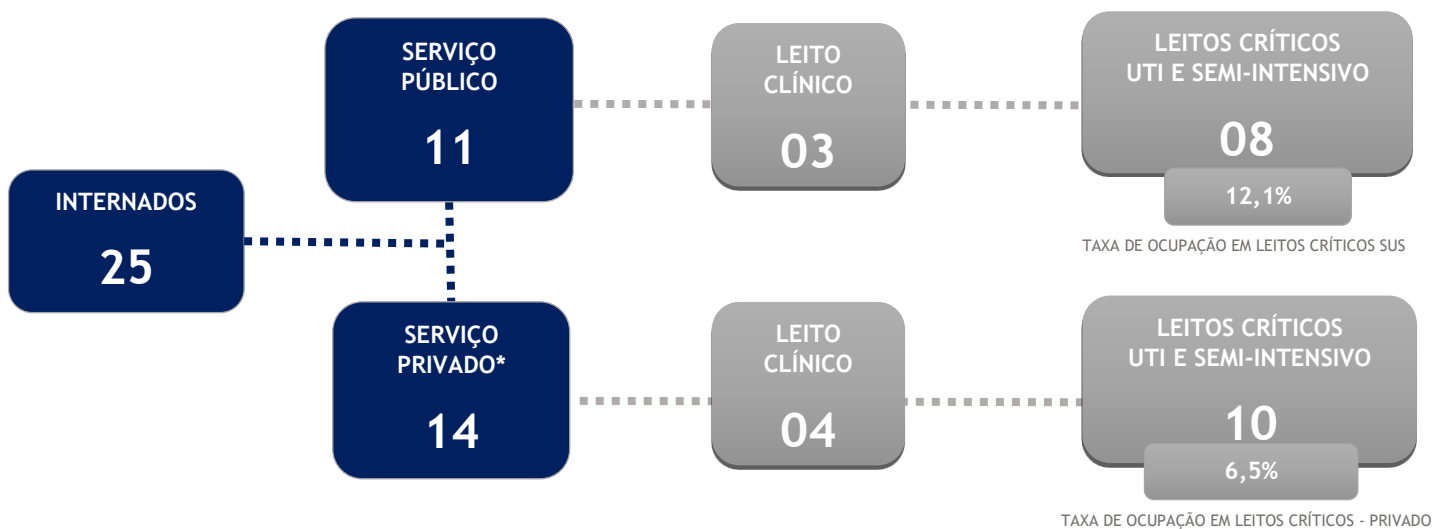 INTERNADOS
25
SERVIÇO
PÚBLICO
11
LEITO
CLÍNICO
03
LEITOS CRÍTICOS
UTI E SEMI-INTENSIVO
08
12,1%
TAXA DE OCUPAÇÃO EM LEITOS CRÍTICOS SUS
SERVIÇO
PRIVADO*
14
LEITO
CLÍNICO
04
LEITOS CRÍTICOS
UTI E SEMI-INTENSIVO
10
6,5%
TAXA DE OCUPAÇÃO EM LEITOS CRÍTICOS - PRIVADO